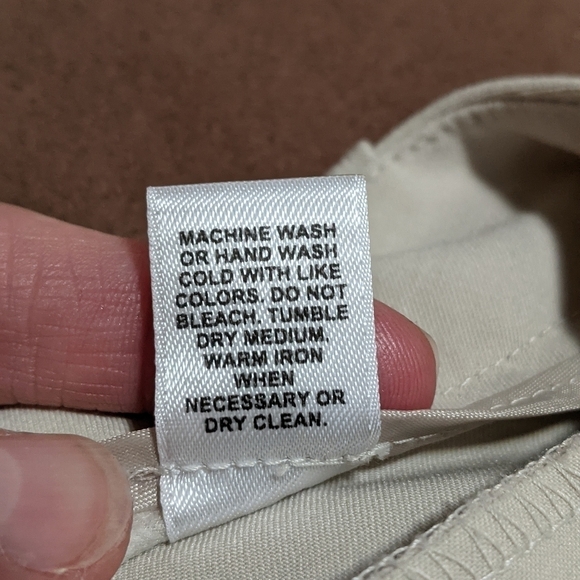 MACHINE WASH
OR HAND WASH
COLD WITH LIKE
COLORS. DO NOT
BLEACH. TUMBLE
DRY MEDIUM.
WARM IRON
WHEN
NECESSARY OR
DRY CLEAN.